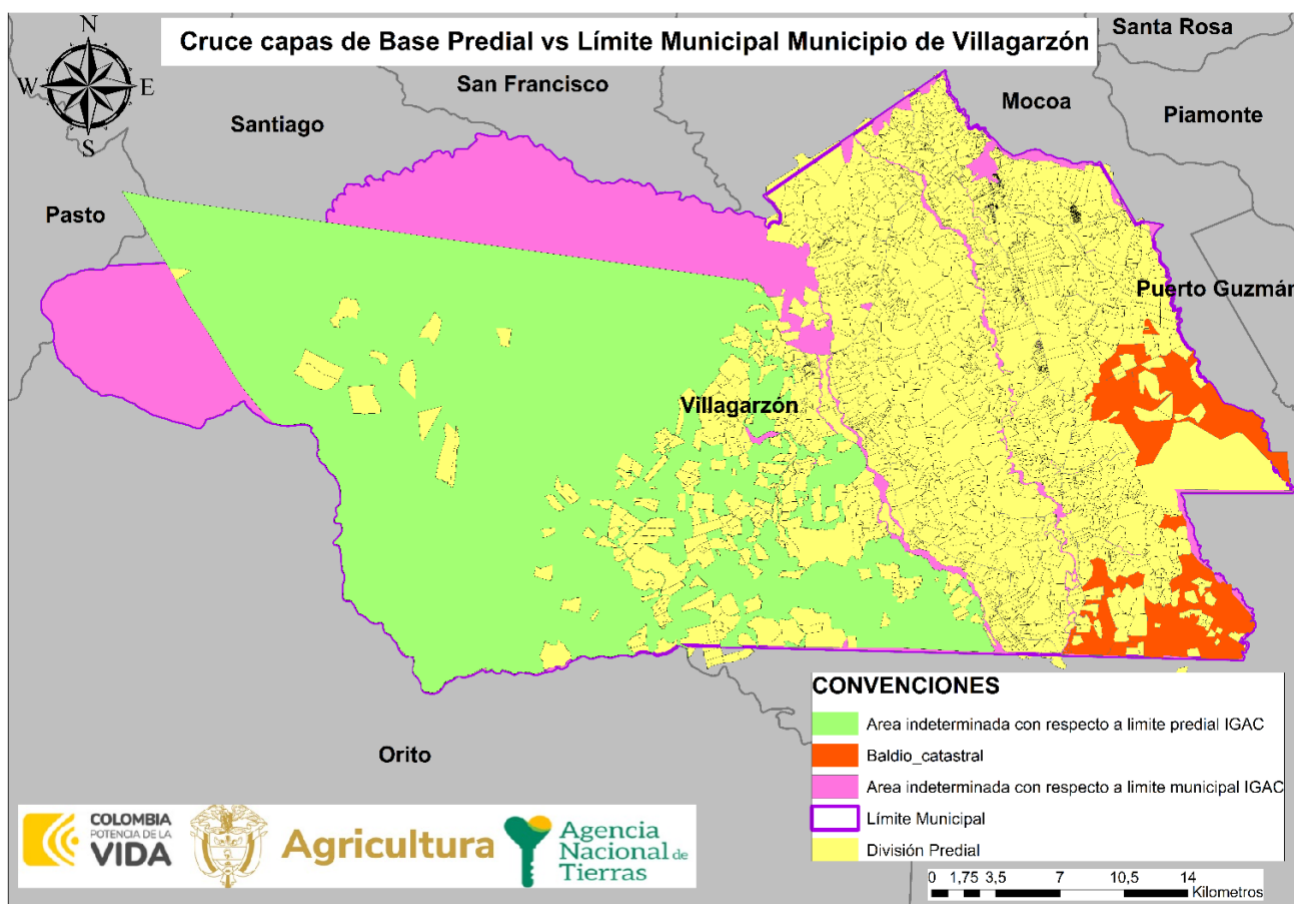 Cruce capas de Base Predial vs Límite Municipal Municipio de Villagarzón
N
W E
S
Santa Rosa
San Francisco
Mocoa
Piamonte
Santiago
Pasto
Puerto Guzmán
Villagarzón
Orito
CONVENCIONES
Area indeterminada con respecto a limite predial IGAC
Baldio_catastral
Area indeterminada con respecto a limite municipal IGAC
Límite Municipal
División Predial
0 1,75 3,5 7 10,5 14
Kilometros
COLOMBIA
POTENCIA DE LA
VIDA
Agricultura
Agencia
Nacional de
Tierras